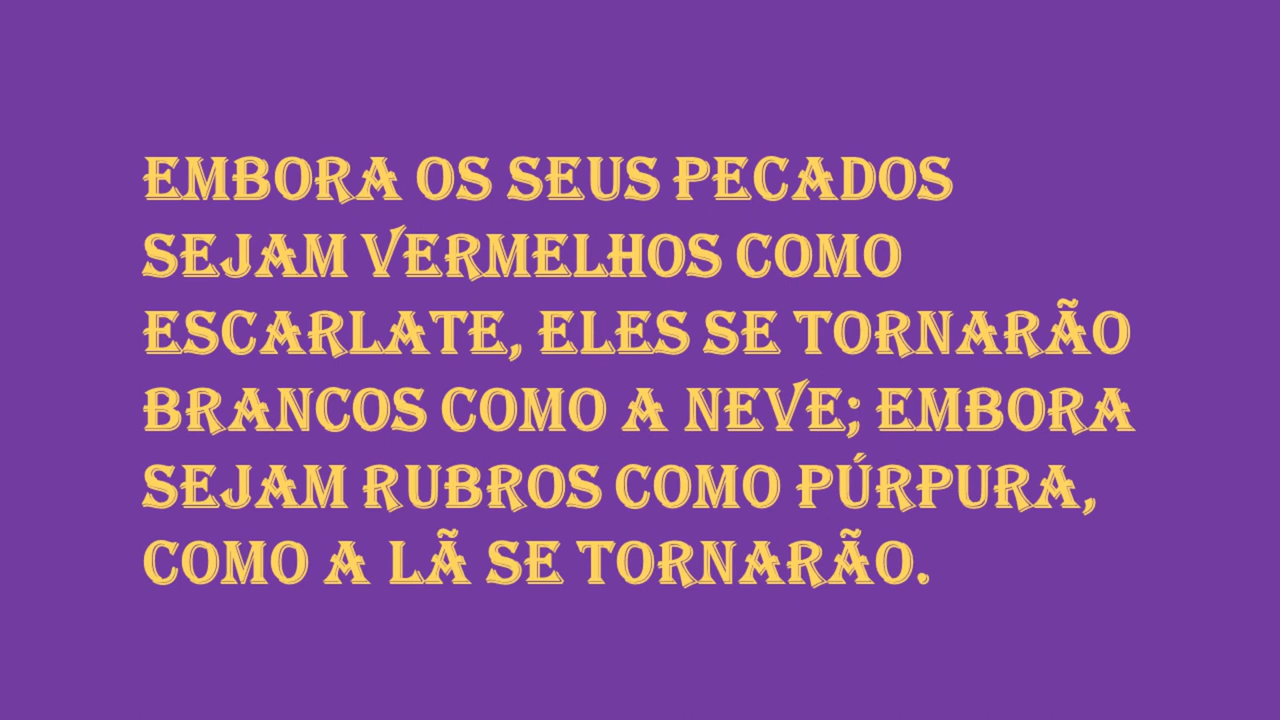 EMBORA OS SEUS PECADOS
SEJAM VERMELHOS COMO
ESCARLATE, ELES SE TORNARÃO
BRANCOS COMO A NEVE; EMBORA
SEJAM RUBROS COMO PÚRPURA,
COMO A LÃ SE TORNARÃO.